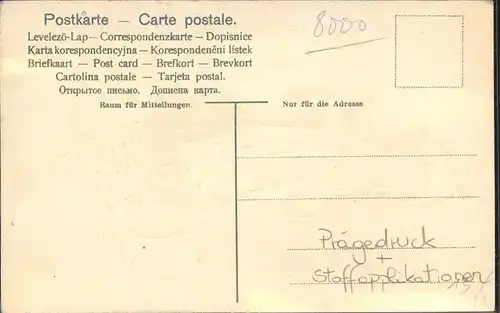 Postkarte — Carte postale.
8000
Levelező-Lap — Correspondenzkarte — Dopisnice
Karta korespondencyjna — Korespondenční lístek
Briefkaart — Post card — Brefkort — Brevkort
Cartolina postale — Tarjeta postal.
Открытое письмо. Дописна карта.
Raum für Mitteilungen.
Nur für die Adresse.
Prägedruck
+
Stoffapplikationen